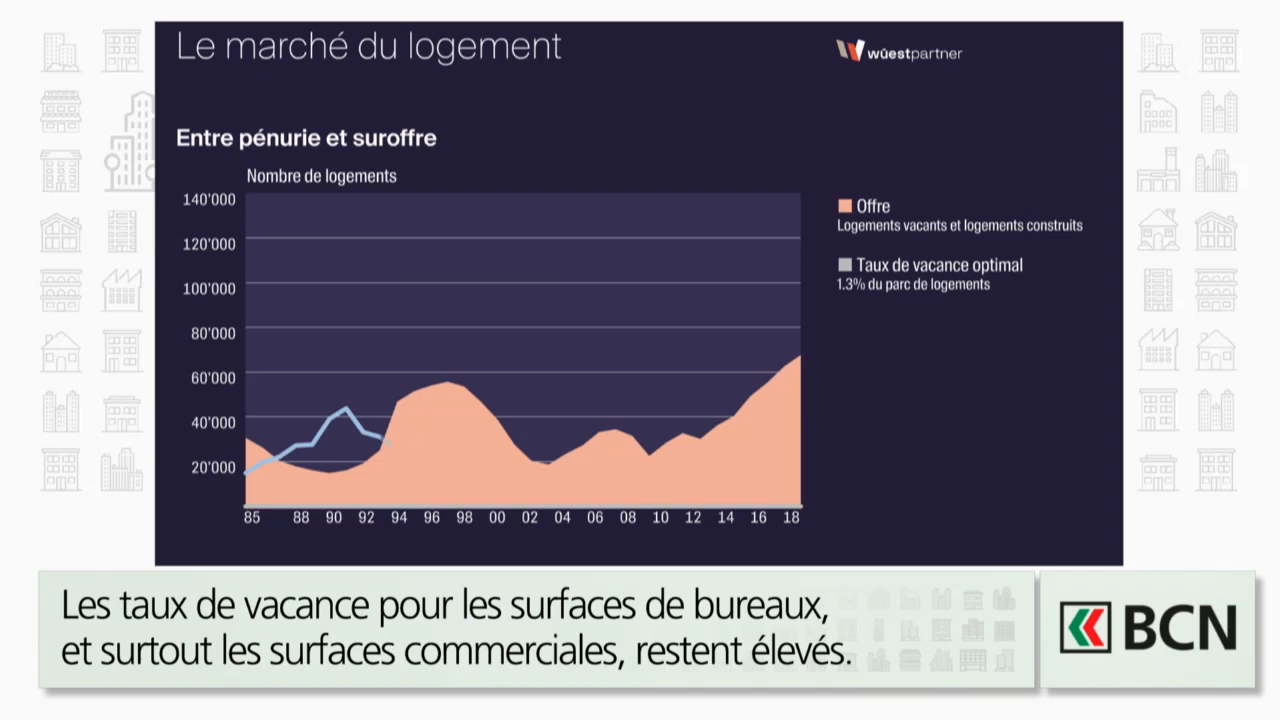 Le marché du logement
wüestpartner
Entre pénurie et suroffre
Nombre de logements
140'000
120'000
100'000
80'000
60'000
40'000
20'000
85 88 90 92 94 96 98 00 02 04 06 08 10 12 14 16 18
Offre
Logements vacants et logements construits
Taux de vacance optimal
1.3% du parc de logements
Les taux de vacance pour les surfaces de bureaux,
et surtout les surfaces commerciales, restent élevés.
BCN